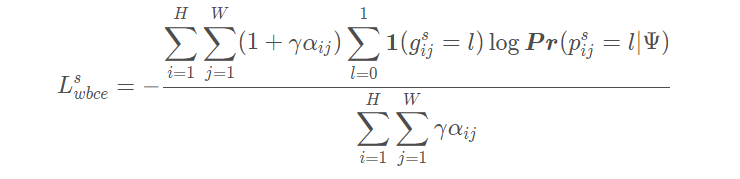 L^s_{wbce} = -\frac{\sum_{i=1}^{H} \sum_{j=1}^{W} (1 + \gamma\alpha_{ij}) \sum_{l=0}^{1} \mathbf{1}(g^s_{ij} = l) \log \boldsymbol{Pr}(p^s_{ij} = l|\Psi)}{\sum_{i=1}^{H} \sum_{j=1}^{W} \gamma\alpha_{ij}}